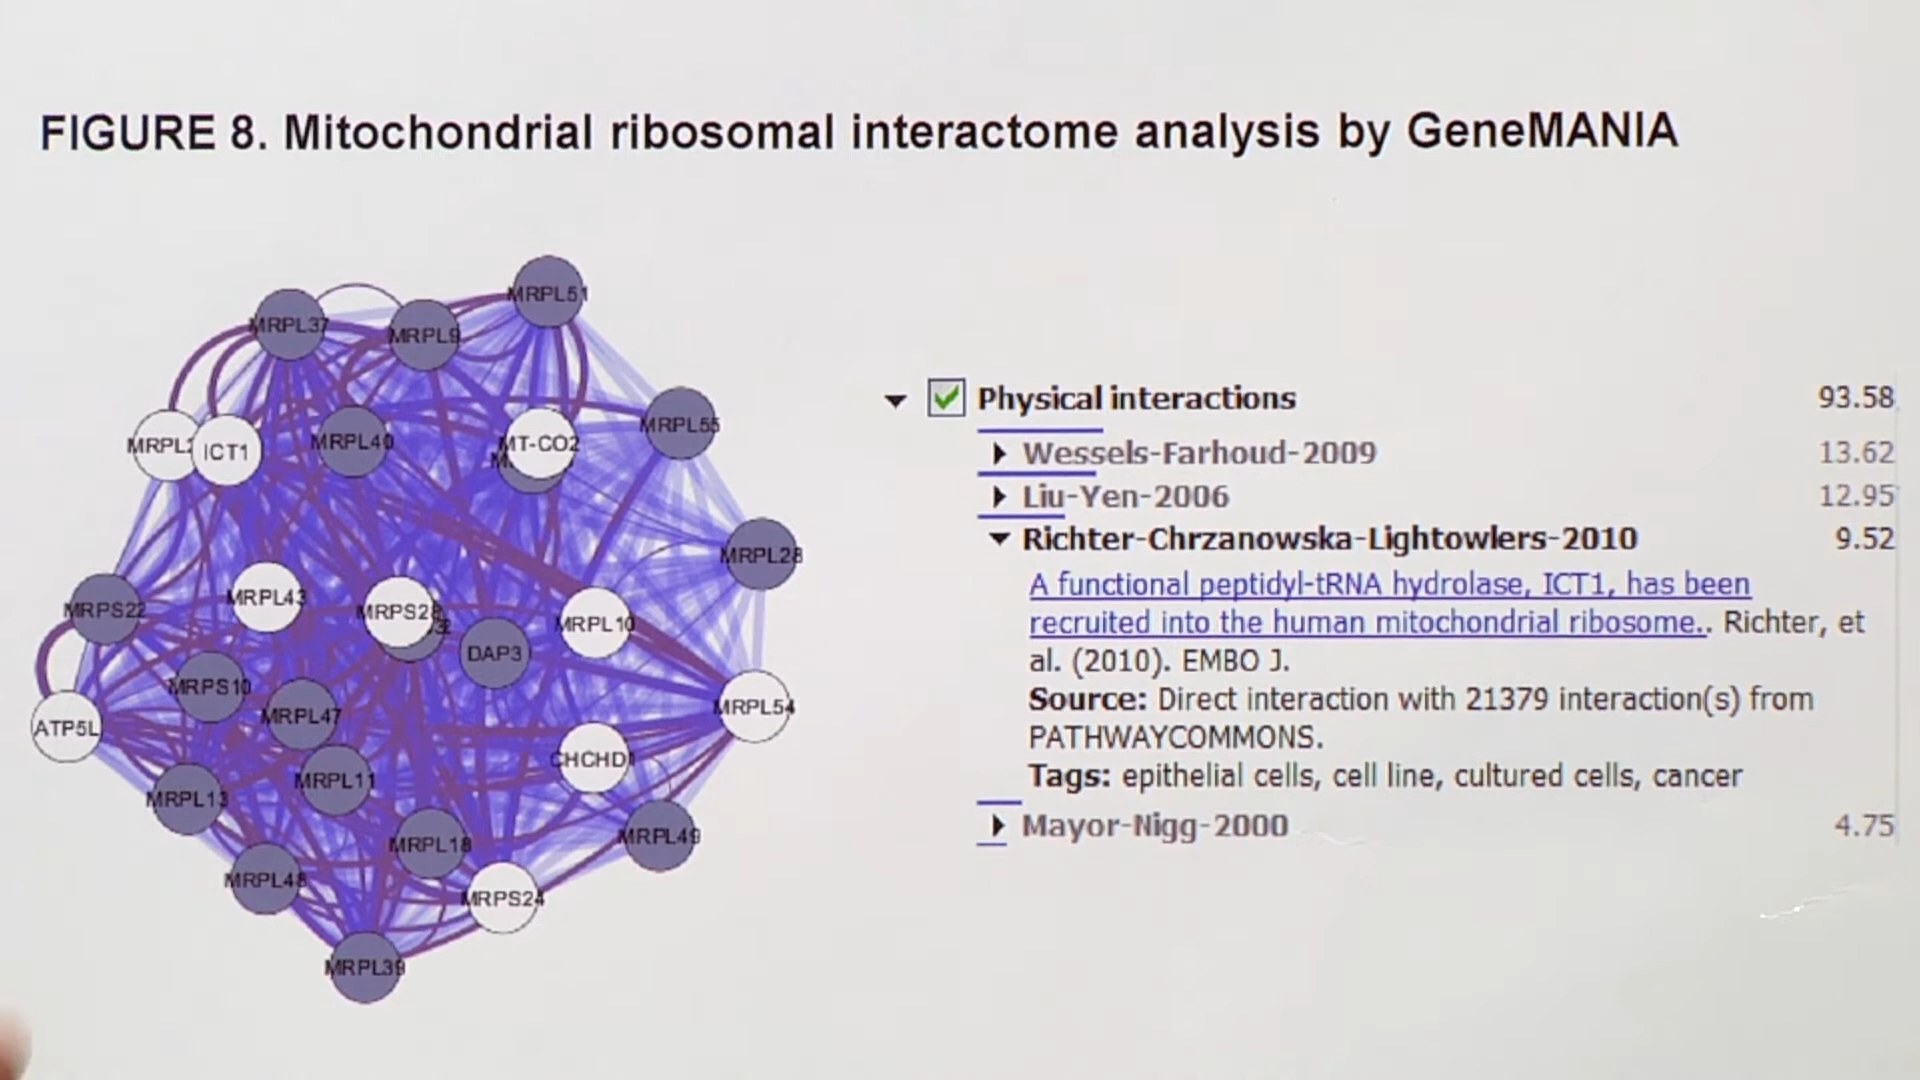 FIGURE 8. Mitochondrial ribosomal interactome analysis by GeneMANIA
MRPL51
MRPL37
MRPL9
MRPL55
MRPL40
MT-CO2
ICT1
MRPL28
MRPL43
MRPS22
MRPS28
MRPL10
DAP3
MRPS10
MRPL54
MRPL47
ATP5L
CHCHD1
MRPL11
MRPL13
MRPL49
MRPL18
MRPL48
MRPS24
MRPL39
Physical interactions 93.58
Wessels-Farhoud-2009 13.62
Liu-Yen-2006 12.95
Richter-Chrzanowska-Lightowlers-2010 9.52
A functional peptidyl-tRNA hydrolase, ICT1, has been
recruited into the human mitochondrial ribosome.. Richter, et
al. (2010). EMBO J.
Source: Direct interaction with 21379 interaction(s) from
PATHWAYCOMMONS.
Tags: epithelial cells, cell line, cultured cells, cancer
Mayor-Nigg-2000 4.75